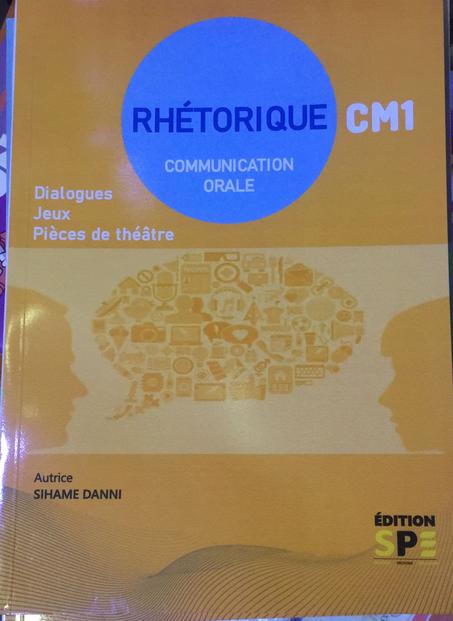 RHÉTORIQUE CM1
COMMUNICATION
ORALE
Dialogues
Jeux
Pièces de théâtre
Autrice
SIHAME DANNI
ÉDITION
SPE